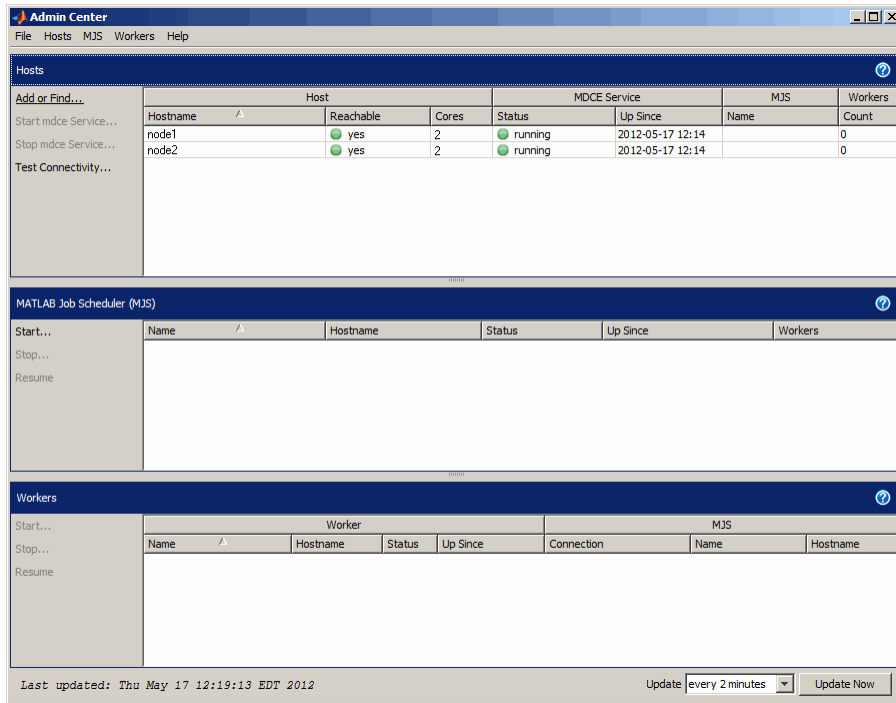 Admin Center
File Hosts MJS Workers Help
Hosts
Add or Find...
Start mdce Service...
Stop mdce Service...
Test Connectivity...
Host MDCE Service MJS Workers
Hostname Reachable Cores Status Up Since Name Count
node1 yes 2 running 2012-05-17 12:14 0
node2 yes 2 running 2012-05-17 12:14 0
MATLAB Job Scheduler (MJS)
Start...
Stop...
Resume
Name Hostname Status Up Since Workers
Workers
Start...
Stop...
Resume
Worker MJS
Name Hostname Status Up Since Connection Name Hostname
Last updated: Thu May 17 12:19:13 EDT 2012
Update every 2 minutes Update Now